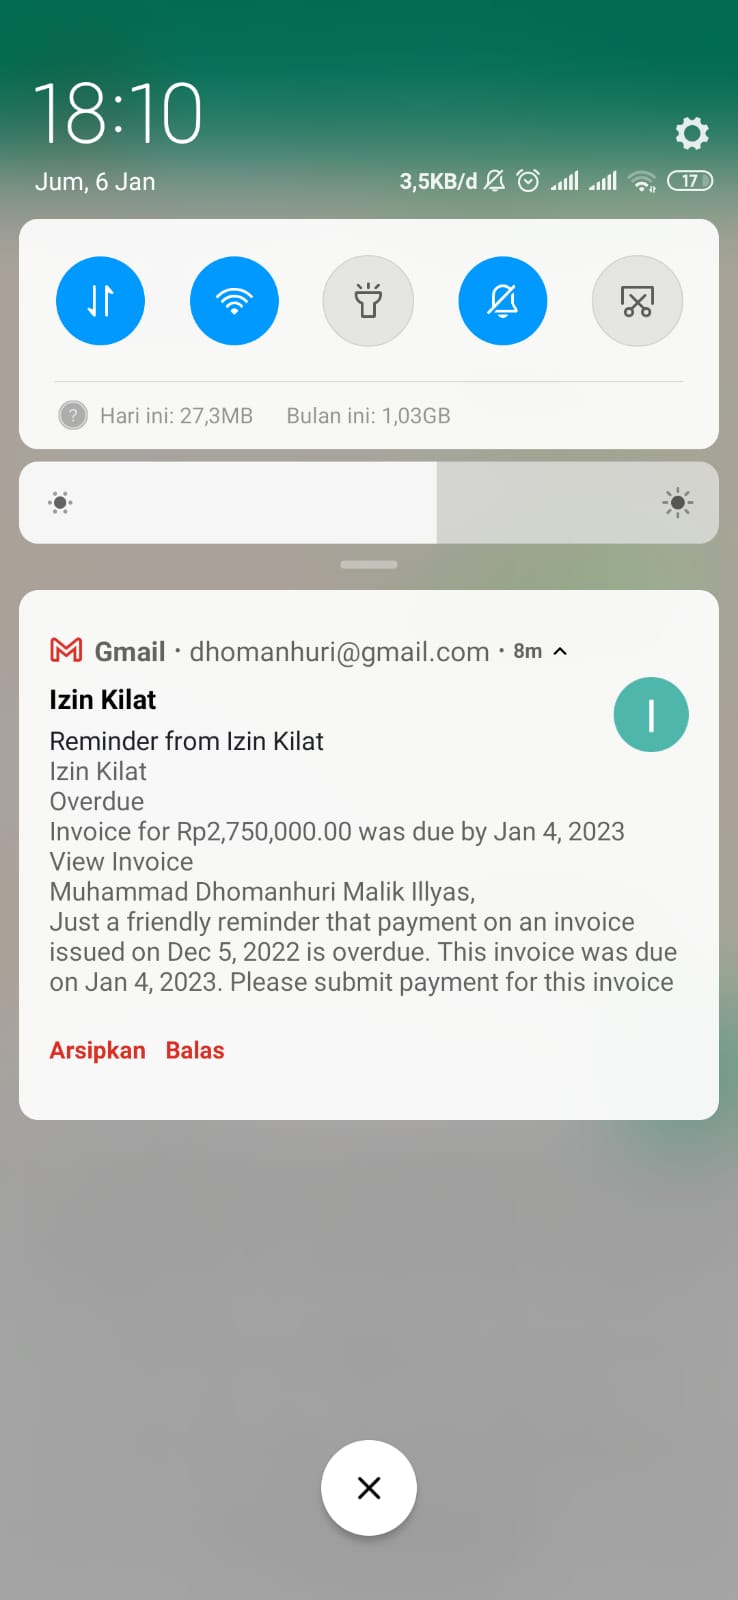 18:10
Jum, 6 Jan
3,5KB/d
17
Hari ini: 27,3MB Bulan ini: 1,03GB
Gmail · dhomanhuri@gmail.com · 8m
Izin Kilat
Reminder from Izin Kilat
I
Izin Kilat
Overdue
Invoice for Rp2,750,000.00 was due by Jan 4, 2023
View Invoice
Muhammad Dhomanhuri Malik Illyas,
Just a friendly reminder that payment on an invoice
issued on Dec 5, 2022 is overdue. This invoice was due
on Jan 4, 2023. Please submit payment for this invoice
Arsipkan Balas